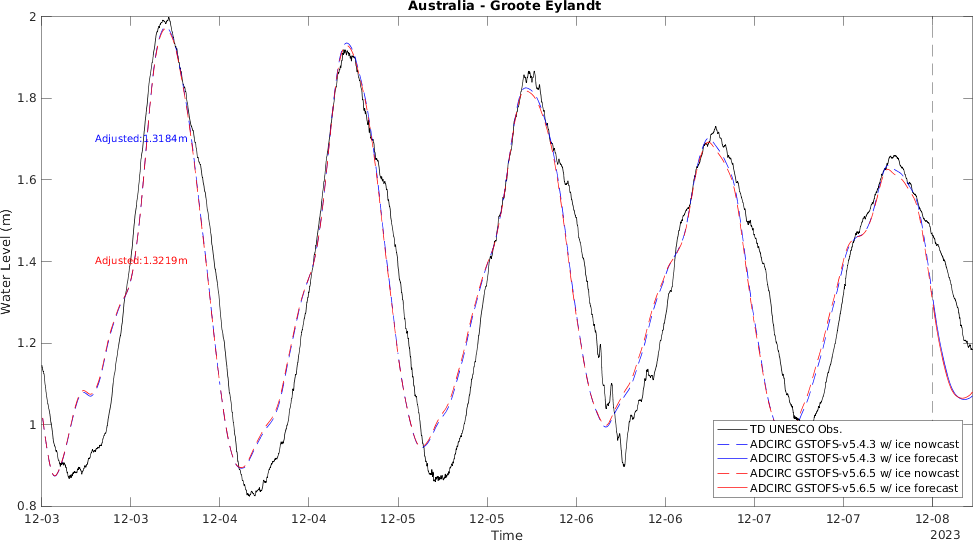 Australia - Groote Eylandt
2
1.8
1.6
1.4
1.2
1
0.8
Water Level (m)
Adjusted:1.3184m
Adjusted:1.3219m
TD UNESCO Obs.
ADCIRC GSTOFS-v5.4.3 w/ ice nowcast
ADCIRC GSTOFS-v5.4.3 w/ ice forecast
ADCIRC GSTOFS-v5.6.5 w/ ice nowcast
ADCIRC GSTOFS-v5.6.5 w/ ice forecast
12-03 12-03 12-04 12-04 12-05 12-05 12-06 12-06 12-07 12-07 12-08
Time
2023